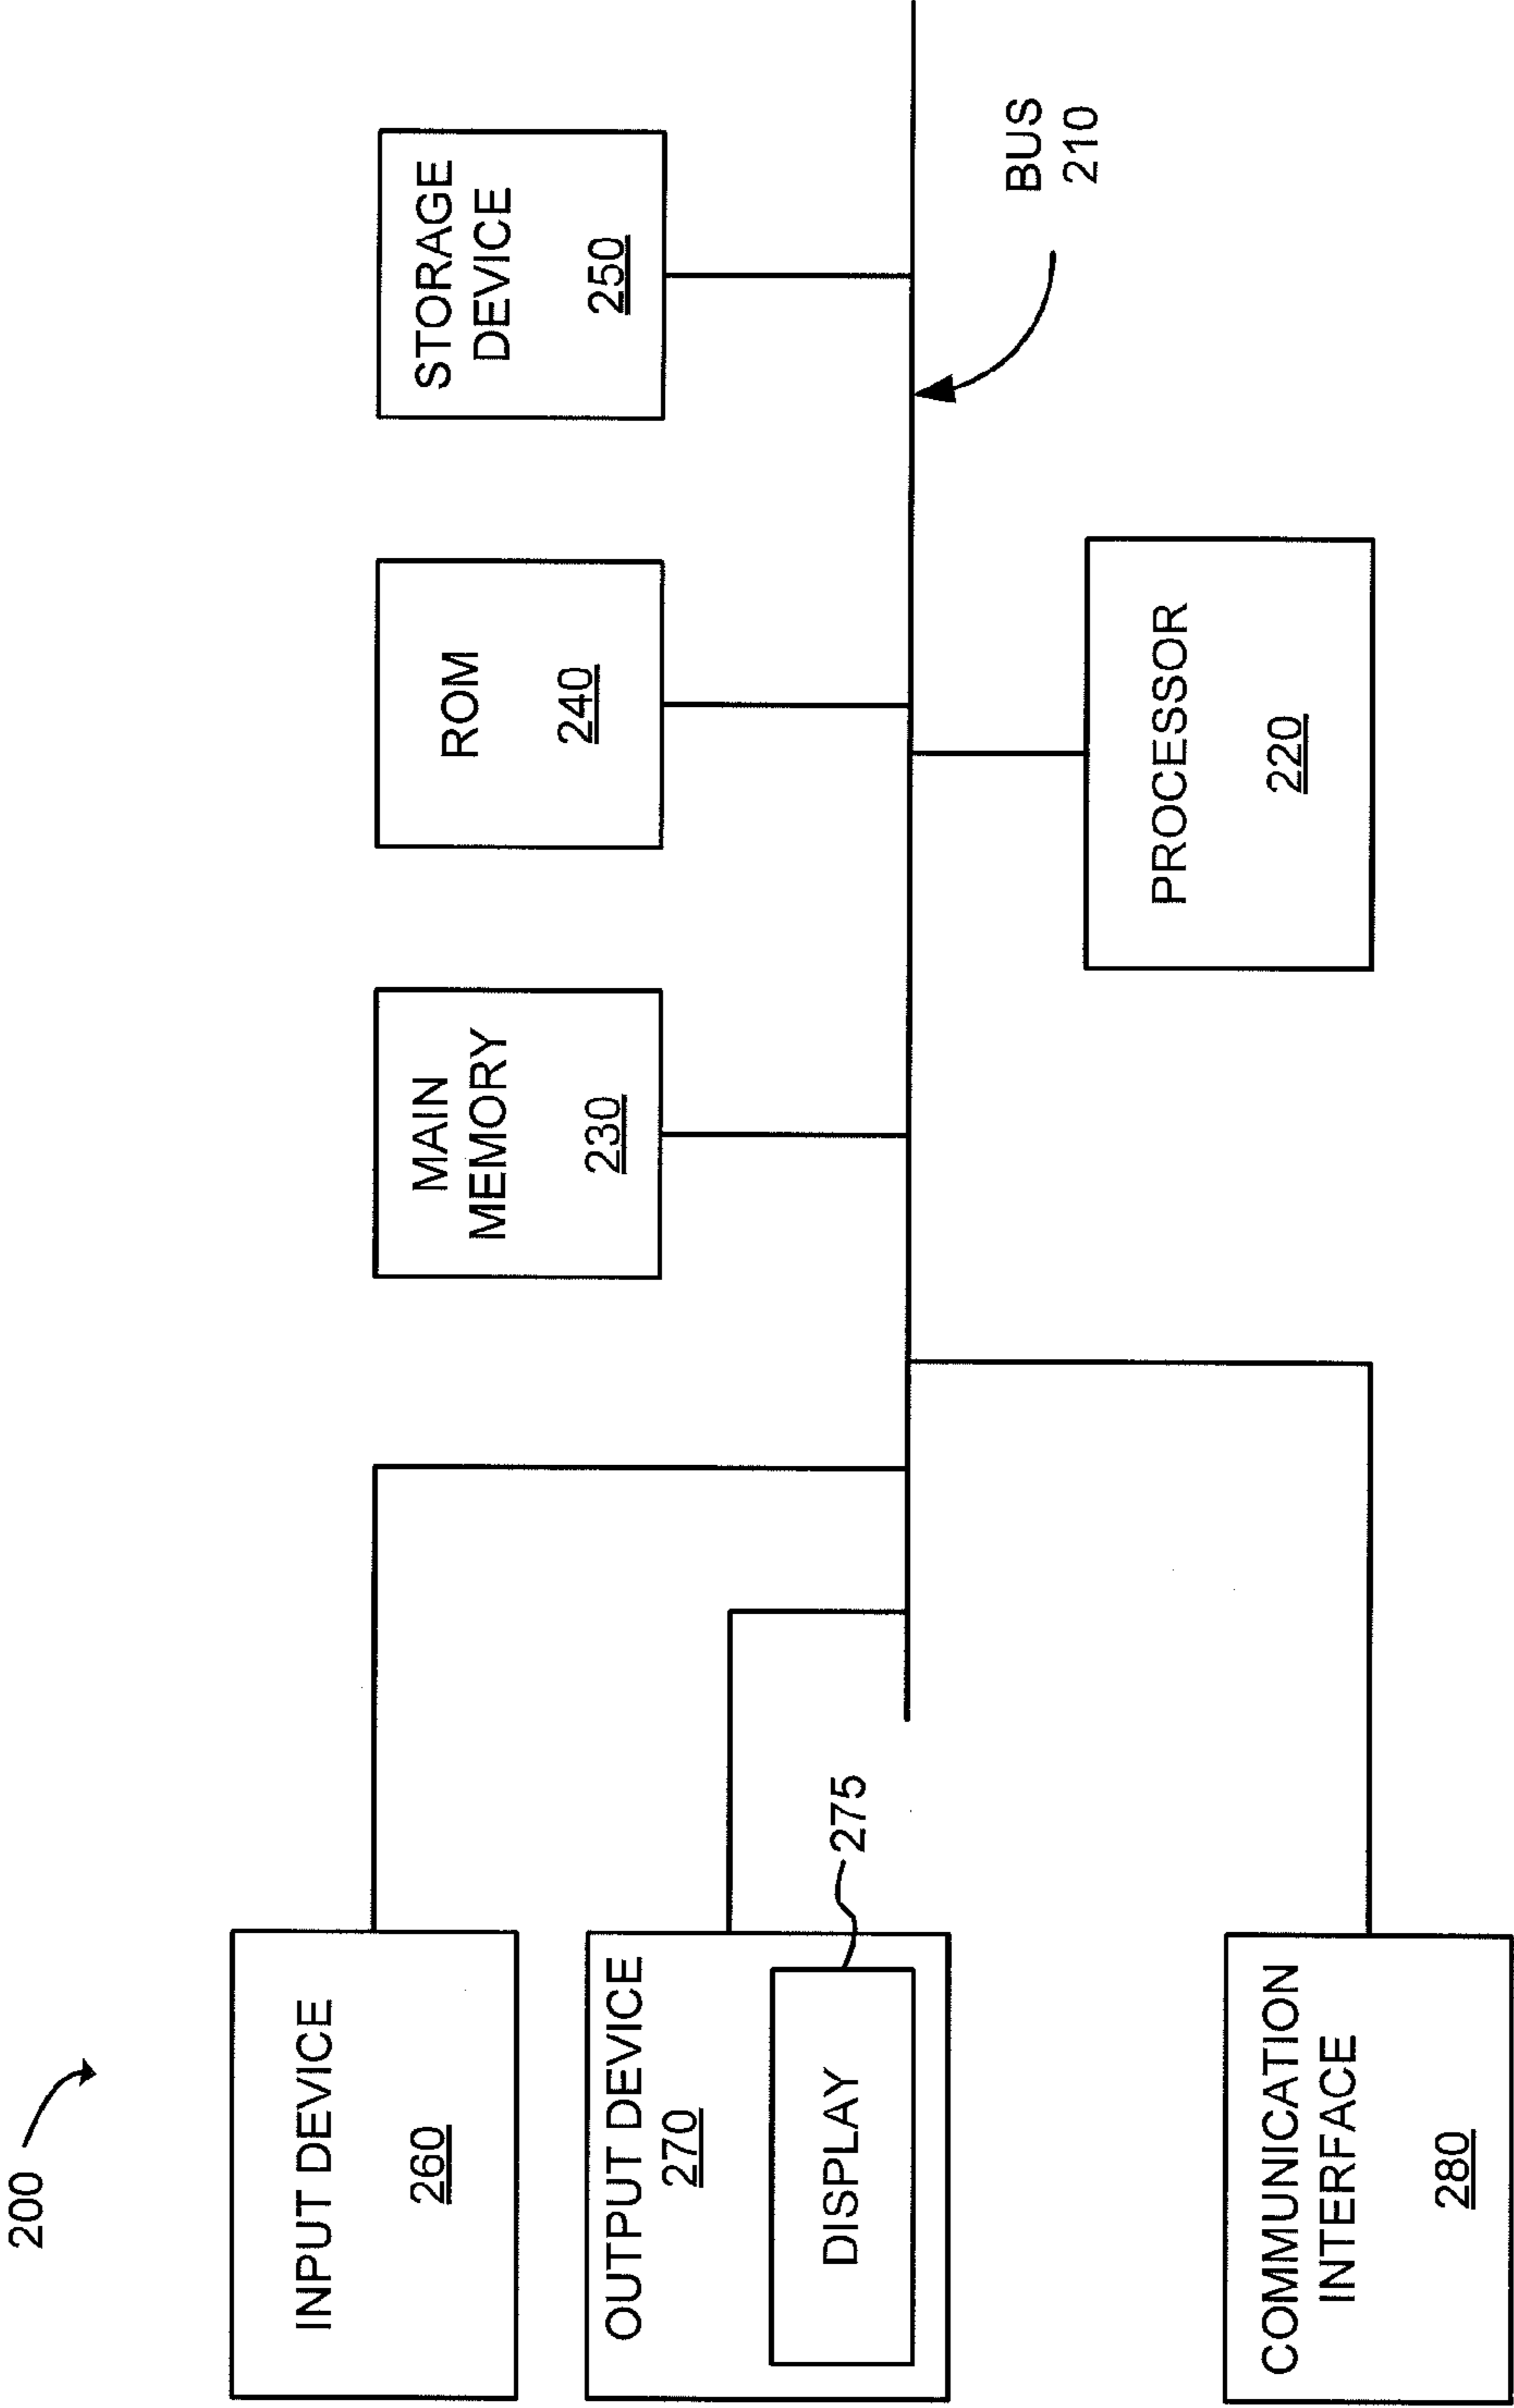 200
INPUT DEVICE
260
OUTPUT DEVICE
270
DISPLAY
275
COMMUNICATION
INTERFACE
280
MAIN
MEMORY
230
ROM
240
STORAGE
DEVICE
250
PROCESSOR
220
BUS
210